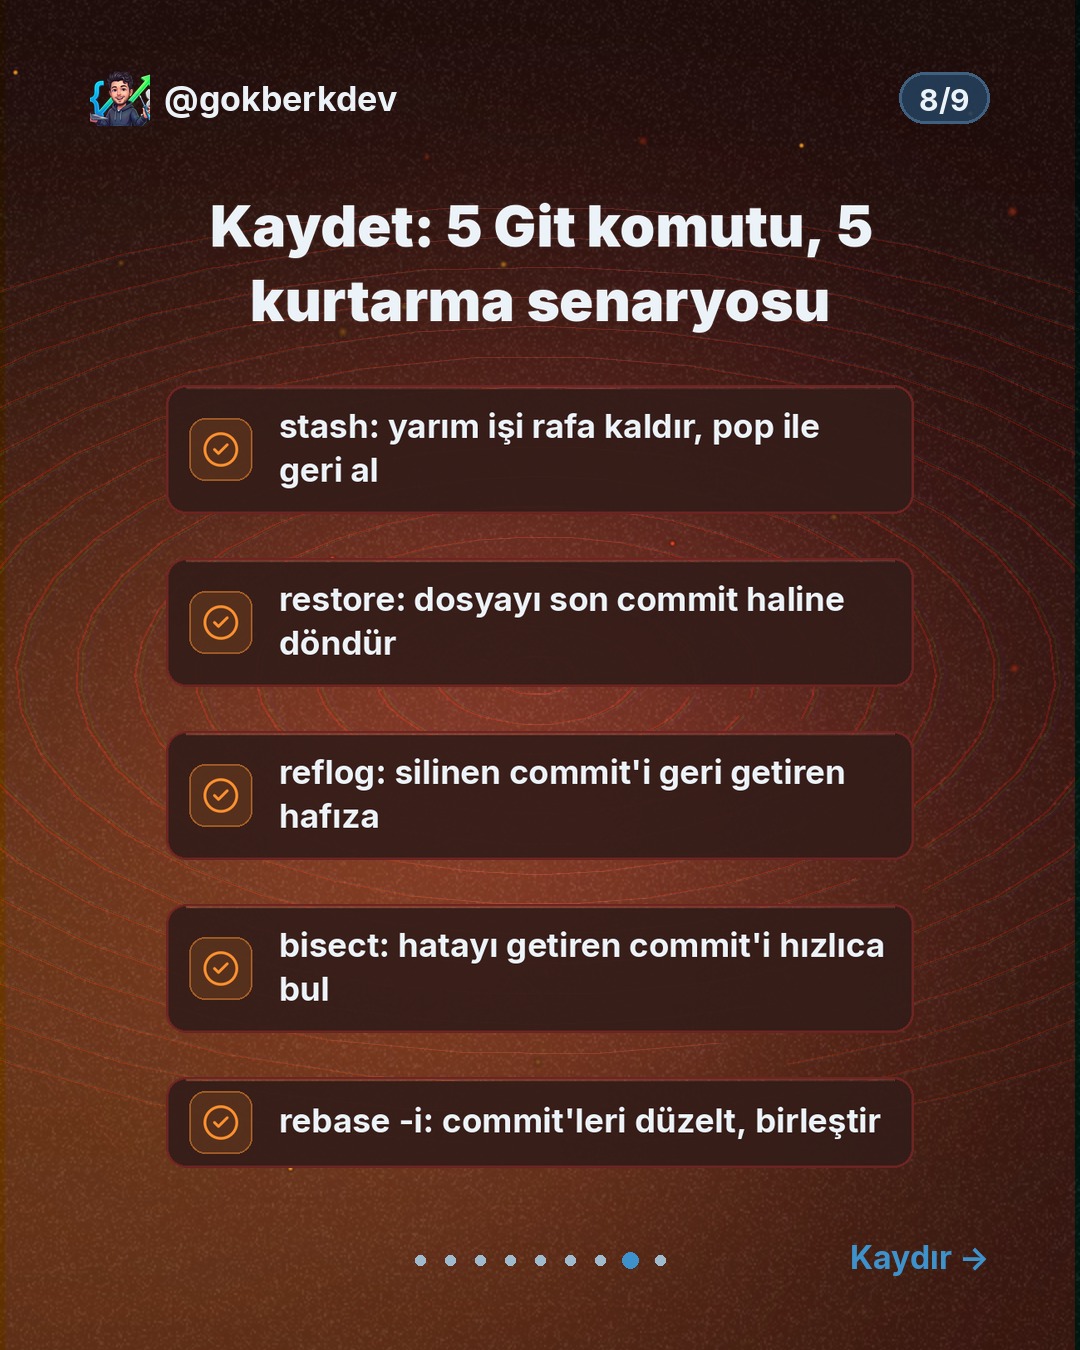 @gokberkdev
8/9
Kaydet: 5 Git komutu, 5
kurtarma senaryosu
stash: yarım işi rafa kaldır, pop ile
geri al
restore: dosyayı son commit haline
döndür
reflog: silinen commit'i geri getiren
hafıza
bisect: hatayı getiren commit'i hızlıca
bul
rebase -i: commit'leri düzelt, birleştir
Kaydır →